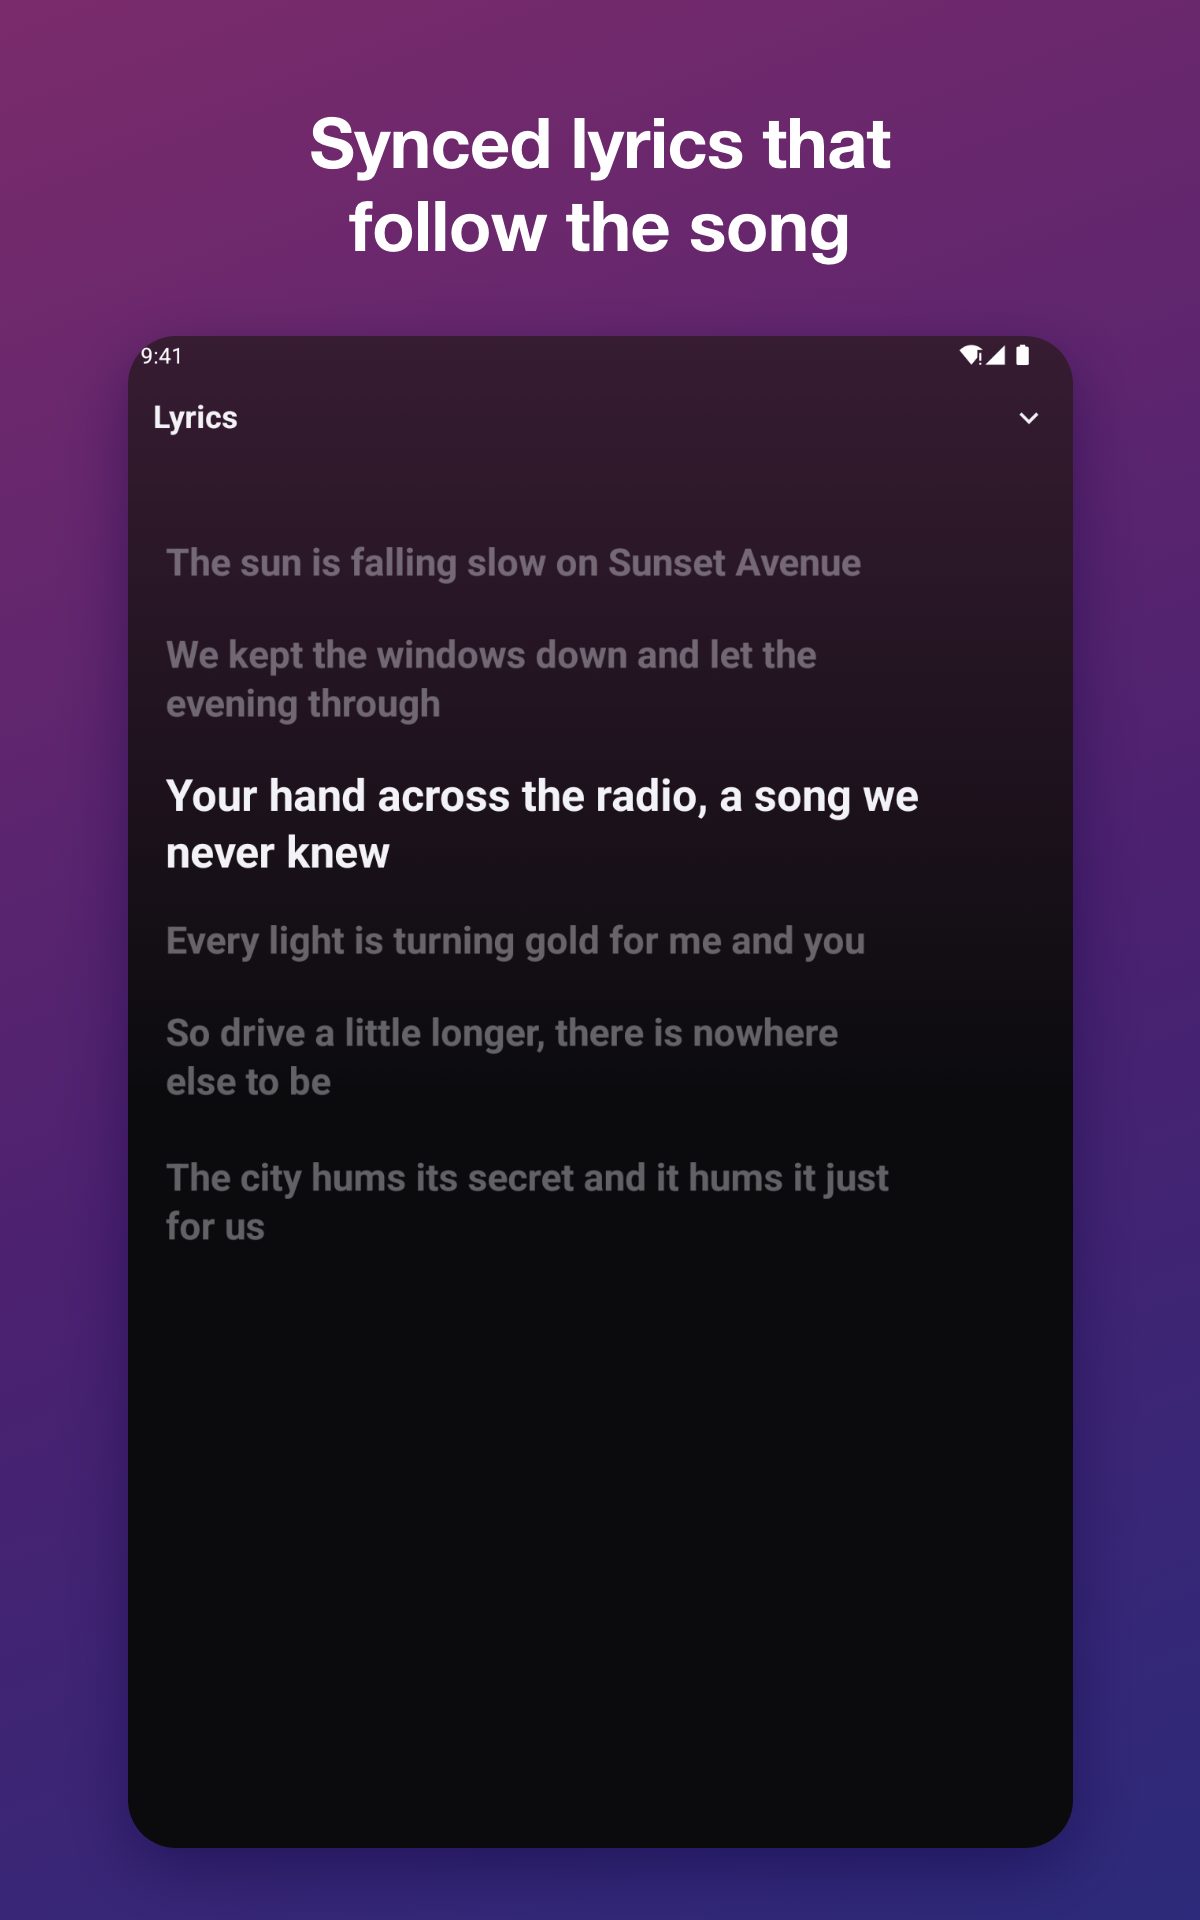 Synced lyrics that
follow the song
9:41
Lyrics
The sun is falling slow on Sunset Avenue
We kept the windows down and let the
evening through
Your hand across the radio, a song we
never knew
Every light is turning gold for me and you
So drive a little longer, there is nowhere
else to be
The city hums its secret and it hums it just
for us